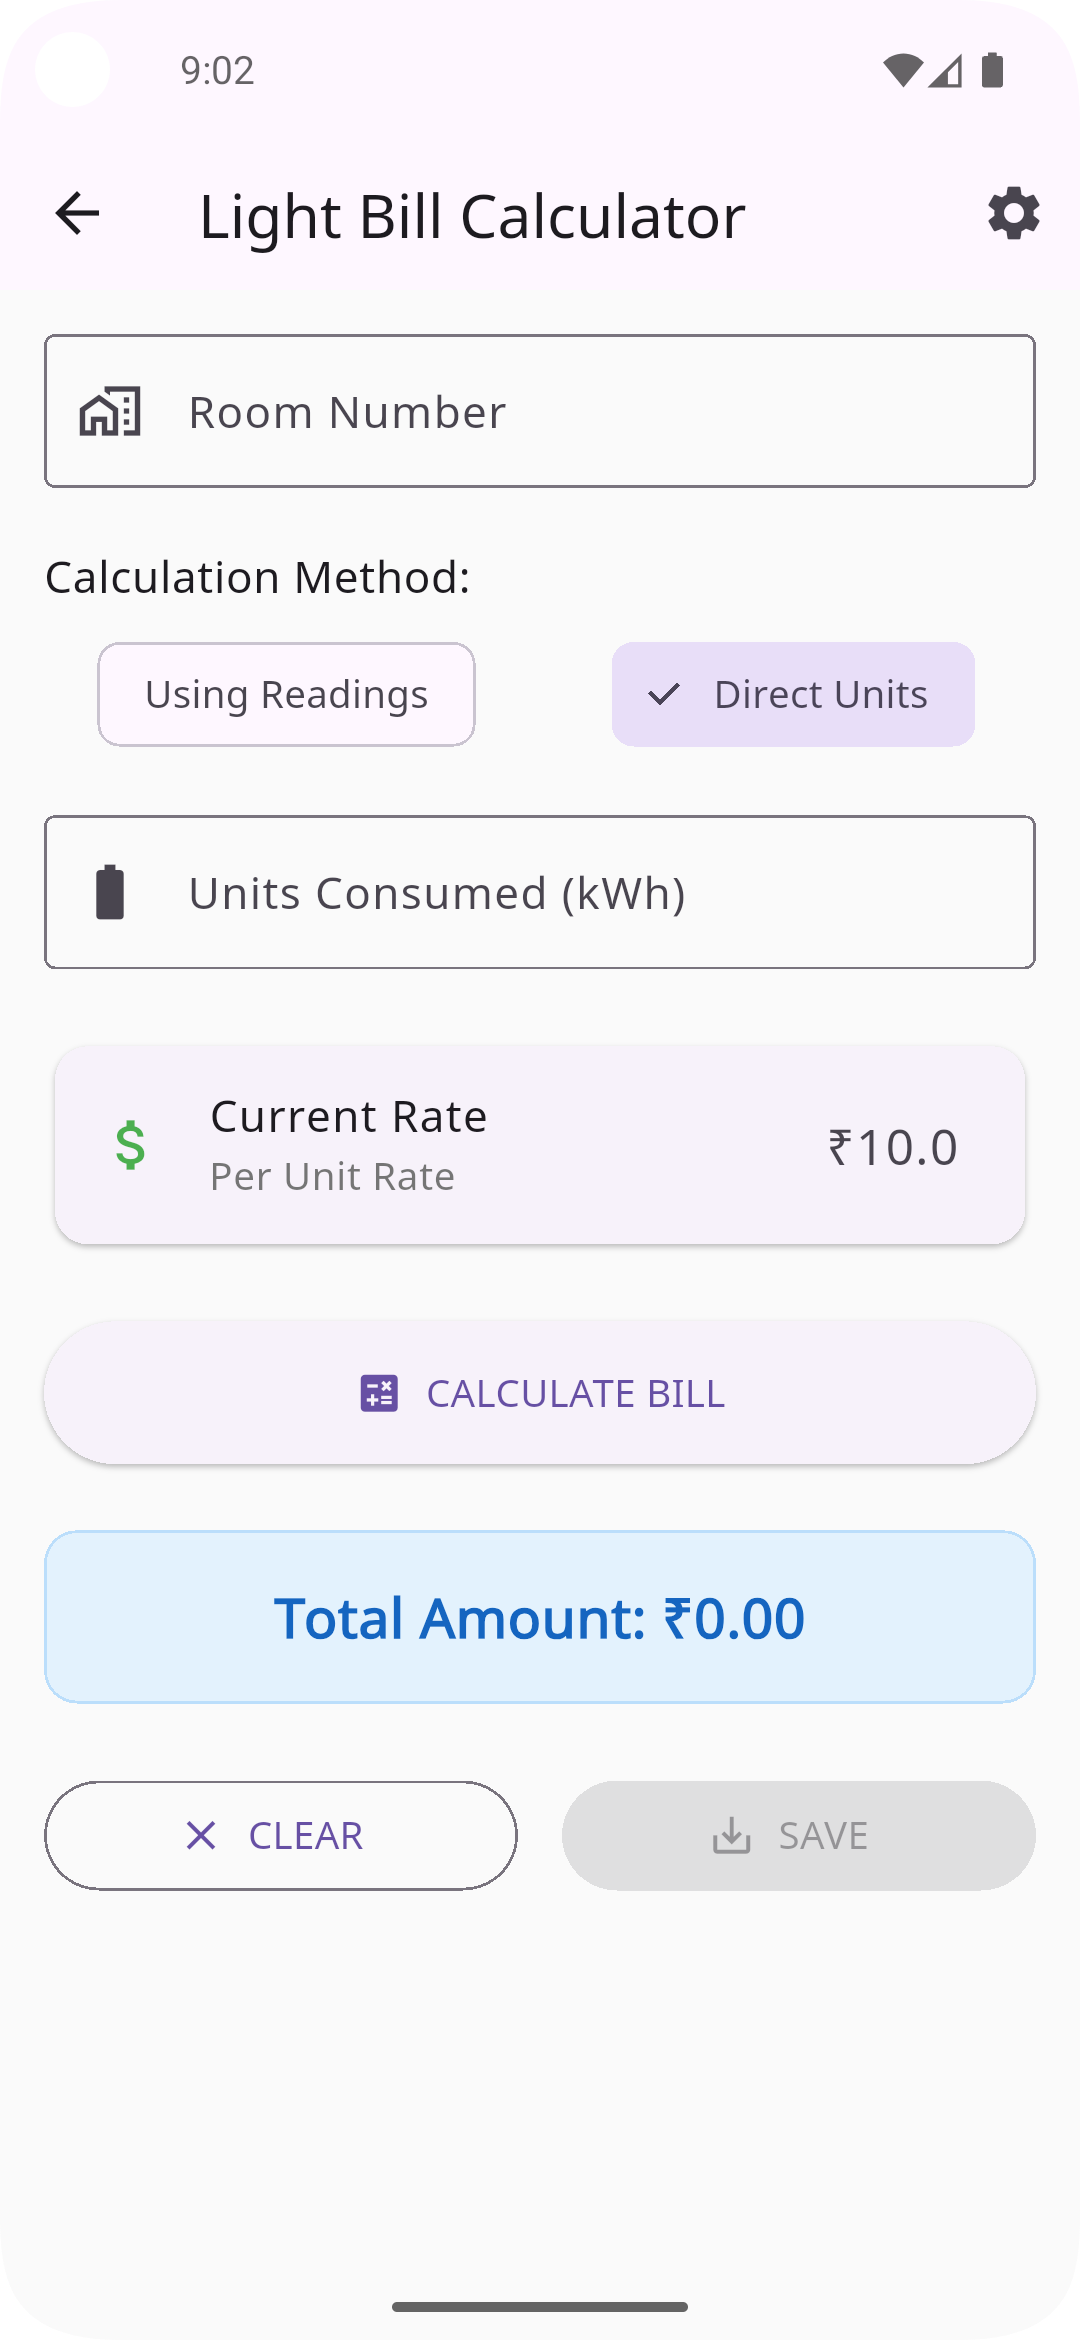 9:02
Light Bill Calculator
Room Number
Calculation Method:
Using Readings
Direct Units
Units Consumed (kWh)
Current Rate
Per Unit Rate
₹10.0
CALCULATE BILL
Total Amount: ₹0.00
CLEAR
SAVE